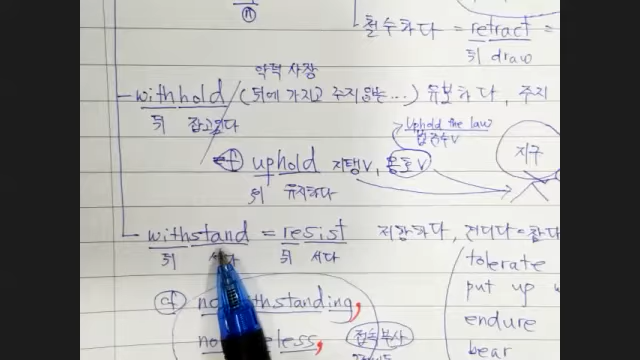 ⓝ
철수하다 = retract =
뒤 draw
악덕 사장
withhold (뒤에 가지고 주지 않는...) 유보하다, 주지
뒤 잡고있다
uphold the law
법 준수V
cf uphold 지탱V, 옹호V
위 유지하다
지구
withstand = resist 저항하다, 견디다=참다
뒤 서다 뒤 서다
tolerate
put up
endure
bear
cf notwithstanding,
less,
접속부사